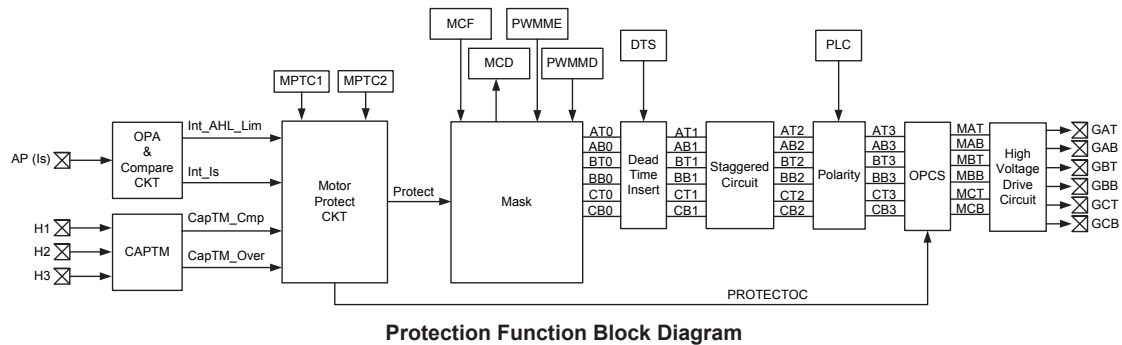 MCF
PWMME
DTS
PLC
MCD
PWMMD
MPTC1
MPTC2
AP (Is)
OPA
&
Compare
CKT
Int_AHL_Lim
Int_Is
H1
H2
H3
CAPTM
CapTM_Cmp
CapTM_Over
Motor
Protect
CKT
Protect
Mask
AT0
AB0
BT0
BB0
CT0
CB0
Dead
Time
Insert
AT1
AB1
BT1
BB1
CT1
CB1
Staggered
Circuit
AT2
AB2
BT2
BB2
CT2
CB2
Polarity
AT3
AB3
BT3
BB3
CT3
CB3
OPCS
MAT
MAB
MBT
MBB
MCT
MCB
High
Voltage
Drive
Circuit
GAT
GAB
GBT
GBB
GCT
GCB
PROTECTOC
Protection Function Block Diagram